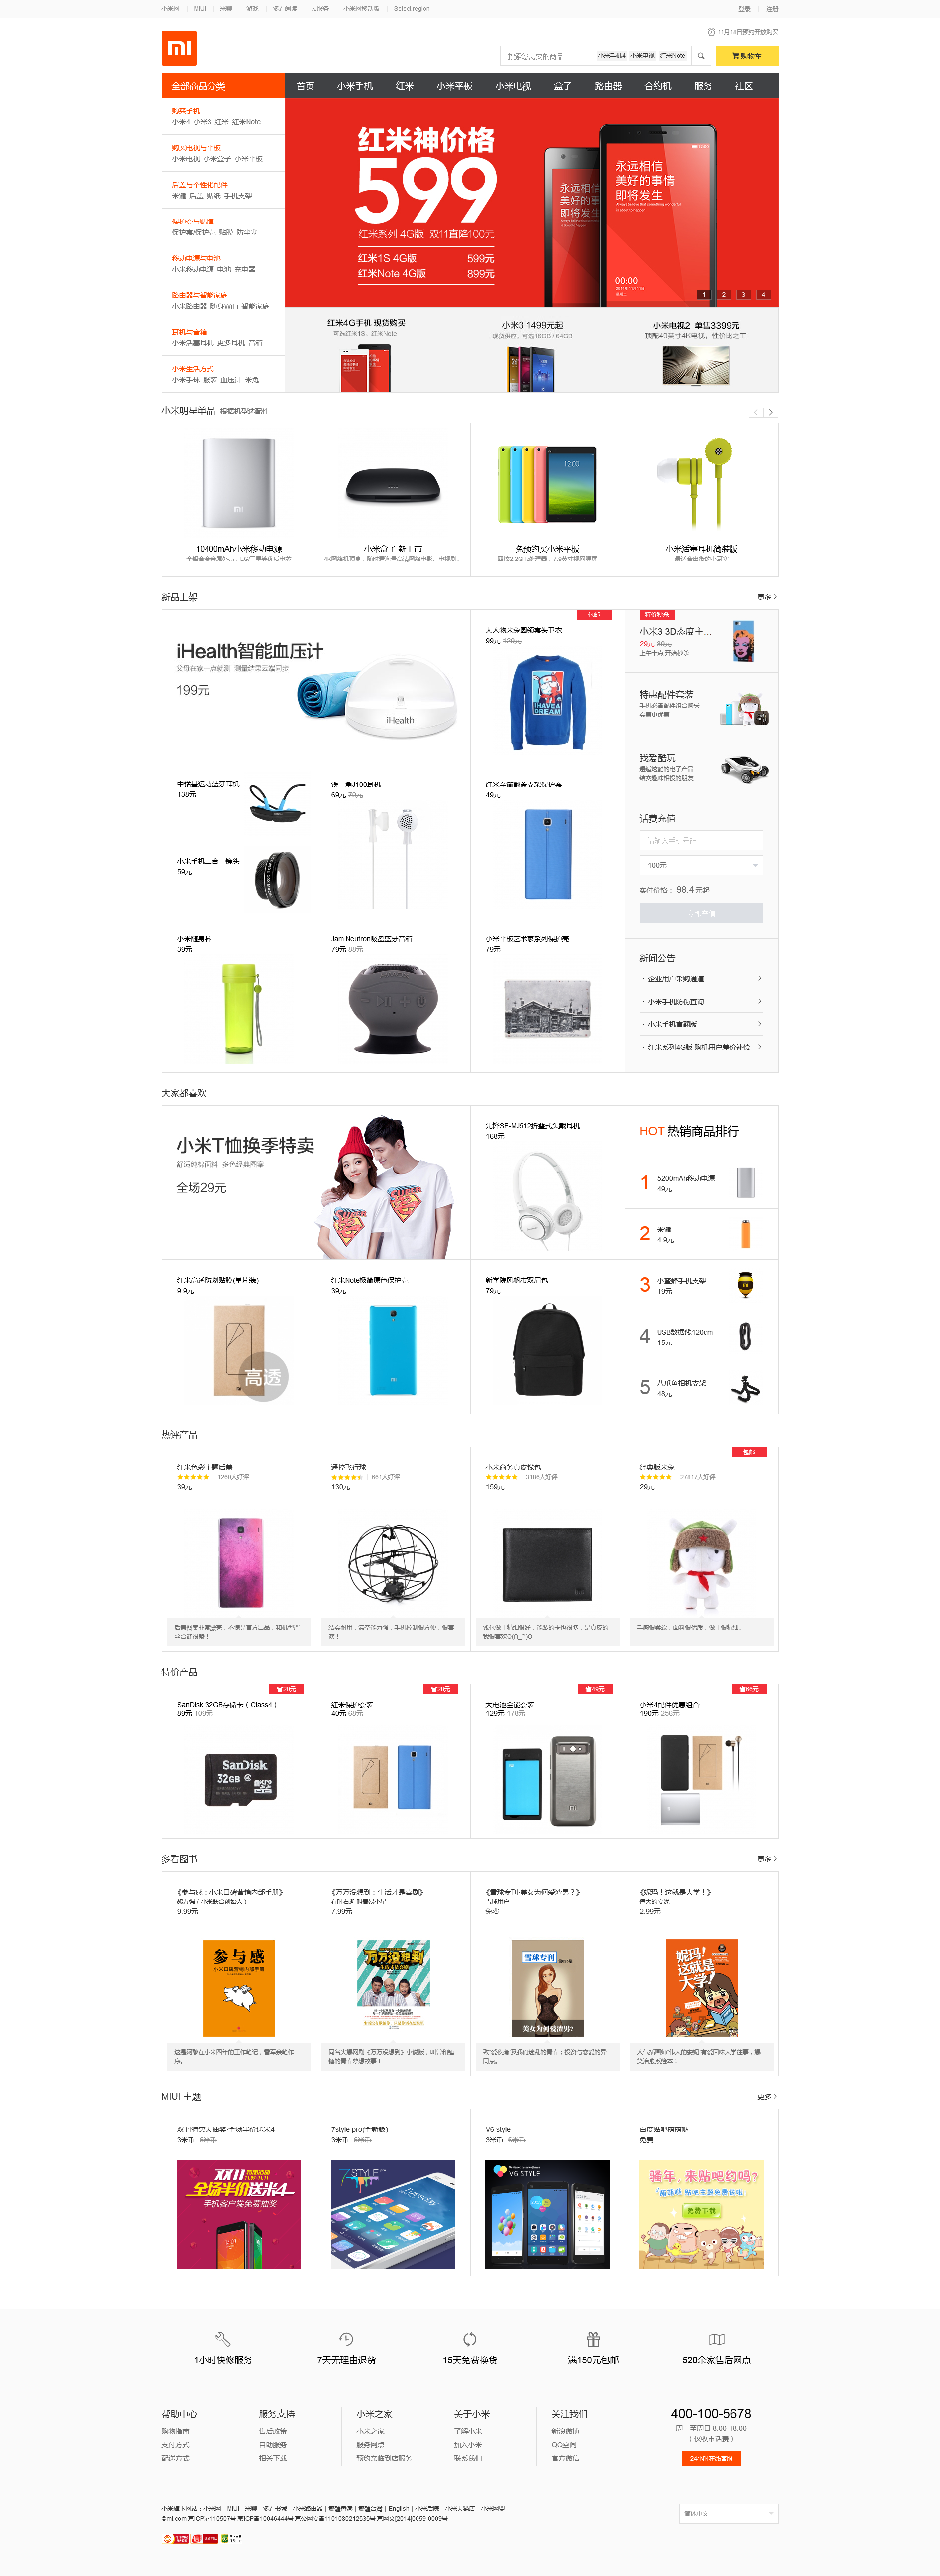 小米网 MIUI 米聊 游戏 多看阅读 云服务 小米网移动版 Select region
登录 注册
11月18日预约开放购买
搜索您需要的商品 小米手机4 小米电视 红米Note
购物车
全部商品分类 首页 小米手机 红米 小米平板 小米电视 盒子 路由器 合约机 服务 社区
购买手机
小米4 小米3 红米 红米Note
购买电视与平板
小米电视 小米盒子 小米平板
后盖与个性化配件
米键 后盖 贴纸 手机支架
保护套与贴膜
保护套/保护壳 贴膜 防尘塞
移动电源与电池
小米移动电源 电池 充电器
路由器与智能家庭
小米路由器 随身WiFi 智能家庭
耳机与音箱
小米活塞耳机 更多耳机 音箱
小米生活方式
小米手环 服装 血压计 米兔
红米神价格
599
红米系列 4G版 双11直降100元
红米1S 4G版 599元
红米Note 4G版 899元
永远相信
美好的事情
即将发生
永远相信
美好的事情
即将发生
00:00
1 2 3 4
红米4G手机 现货购买
可选红米1S，红米Note
小米3 1499元起
现货供应，可选16GB / 64GB
小米电视2 单售3399元
顶配49英寸4K电视，性价比之王
小米明星单品 根据机型选配件
10400mAh小米移动电源
全铝合金金属外壳，LG/三星等优质电芯
小米盒子 新上市
4K网络机顶盒，随时看海量高清网络电影、电视剧。
免预约买小米平板
四核2.2GHz处理器，7.9英寸视网膜屏
小米活塞耳机简装版
最适合出街的小耳塞
新品上架 更多
iHealth智能血压计
父母在家一点就测 测量结果云端同步
199元
iHealth
包邮
大人物米兔圆领套头卫衣
99元 129元
I HAVE A DREAM
特价秒杀
小米3 3D态度主...
29元 39元
上午十点 开始秒杀
特惠配件套装
手机必备配件组合购买
实惠更优惠
我爱酷玩
邂逅炫酷的电子产品
结交趣味相投的朋友
中锘基运动蓝牙耳机
138元
铁三角J100耳机
69元 79元
红米至简翻盖支架保护套
49元
小米手机二合一镜头
59元
话费充值
请输入手机号码
100元
实付价格： 98.4 元起
立即充值
小米随身杯
39元
Jam Neutron吸盘蓝牙音箱
79元 88元
小米平板艺术家系列保护壳
79元
新闻公告
· 企业用户采购通道
· 小米手机防伪查询
· 小米手机官翻版
· 红米系列4G版 购机用户差价补偿
大家都喜欢
小米T恤换季特卖
舒适纯棉面料 多色经典图案
全场29元
先锋SE-MJ512折叠式头戴耳机
168元
HOT 热销商品排行
1 5200mAh移动电源
49元
2 米键
4.9元
3 小蜜蜂手机支架
19元
4 USB数据线120cm
15元
5 八爪鱼相机支架
48元
红米高透防划贴膜(单片装)
9.9元
高透
红米Note极简原色保护壳
39元
新学院风帆布双肩包
79元
热评产品
红米色彩主题后盖
1260人好评
39元
后盖图案非常漂亮，不愧是官方出品，和机型严
丝合缝很赞！
遥控飞行球
661人好评
130元
结实耐用，滞空能力强，手机控制很方便，很喜
欢！
小米商务真皮钱包
3186人好评
159元
钱包做工精细很好，能装的卡也很多，是真皮的
我很喜欢O(∩_∩)O
包邮
经典版米兔
27817人好评
29元
手感很柔软，面料很优质，做工很精细。
特价产品
省20元
SanDisk 32GB存储卡（Class4）
89元 109元
SanDisk
32GB
省28元
红米保护套装
40元 68元
省49元
大电池全能套装
129元 178元
省66元
小米4配件优惠组合
190元 256元
多看图书 更多
《参与感：小米口碑营销内部手册》
黎万强（小米联合创始人）
9.99元
参与感
小米口碑营销内部手册
这是阿黎在小米四年的工作笔记，雷军亲笔作
序。
《万万没想到：生活才是喜剧》
有时右逝 叫兽易小星
7.99元
万万没想到
同名火爆网剧《万万没想到》小说版，叫兽和锤
锤的青春梦想故事！
《雪球专刊·美女为何爱渣男？》
雪球用户
免费
雪球专刊
美女为何爱渣男?
致“爱夜蒲”及我们迷乱的青春：投资与恋爱的异
同点。
《妮玛！这就是大学！》
伟大的安妮
2.99元
妮玛!
这就是
大学!
人气插画师“伟大的安妮”有爱回味大学往事，爆
笑治愈系绘本！
MIUI 主题 更多
双11特惠大抽奖·全场半价送米4
3米币 6米币
双11
全场半价送米4
手机客户端免费抽奖
7style pro(全新版)
3米币 6米币
7STYLE
Tuesday
V6 style
3米币 6米币
V6 STYLE
百度贴吧萌萌哒
免费
骚年，来贴吧约吗?
免费下载
1小时快修服务 7天无理由退货 15天免费换货 满150元包邮 520余家售后网点
帮助中心
购物指南
支付方式
配送方式
服务支持
售后政策
自助服务
相关下载
小米之家
小米之家
服务网点
预约亲临到店服务
关于小米
了解小米
加入小米
联系我们
关注我们
新浪微博
QQ空间
官方微信
400-100-5678
周一至周日 8:00-18:00
（仅收市话费）
24小时在线客服
小米旗下网站：小米网 | MIUI | 米聊 | 多看书城 | 小米路由器 | 繁體香港 | 繁體台灣 | English | 小米后院 | 小米天猫店 | 小米网盟
©mi.com 京ICP证110507号 京ICP备10046444号 京公网安备1101080212535号 京网文[2014]0059-0009号
简体中文